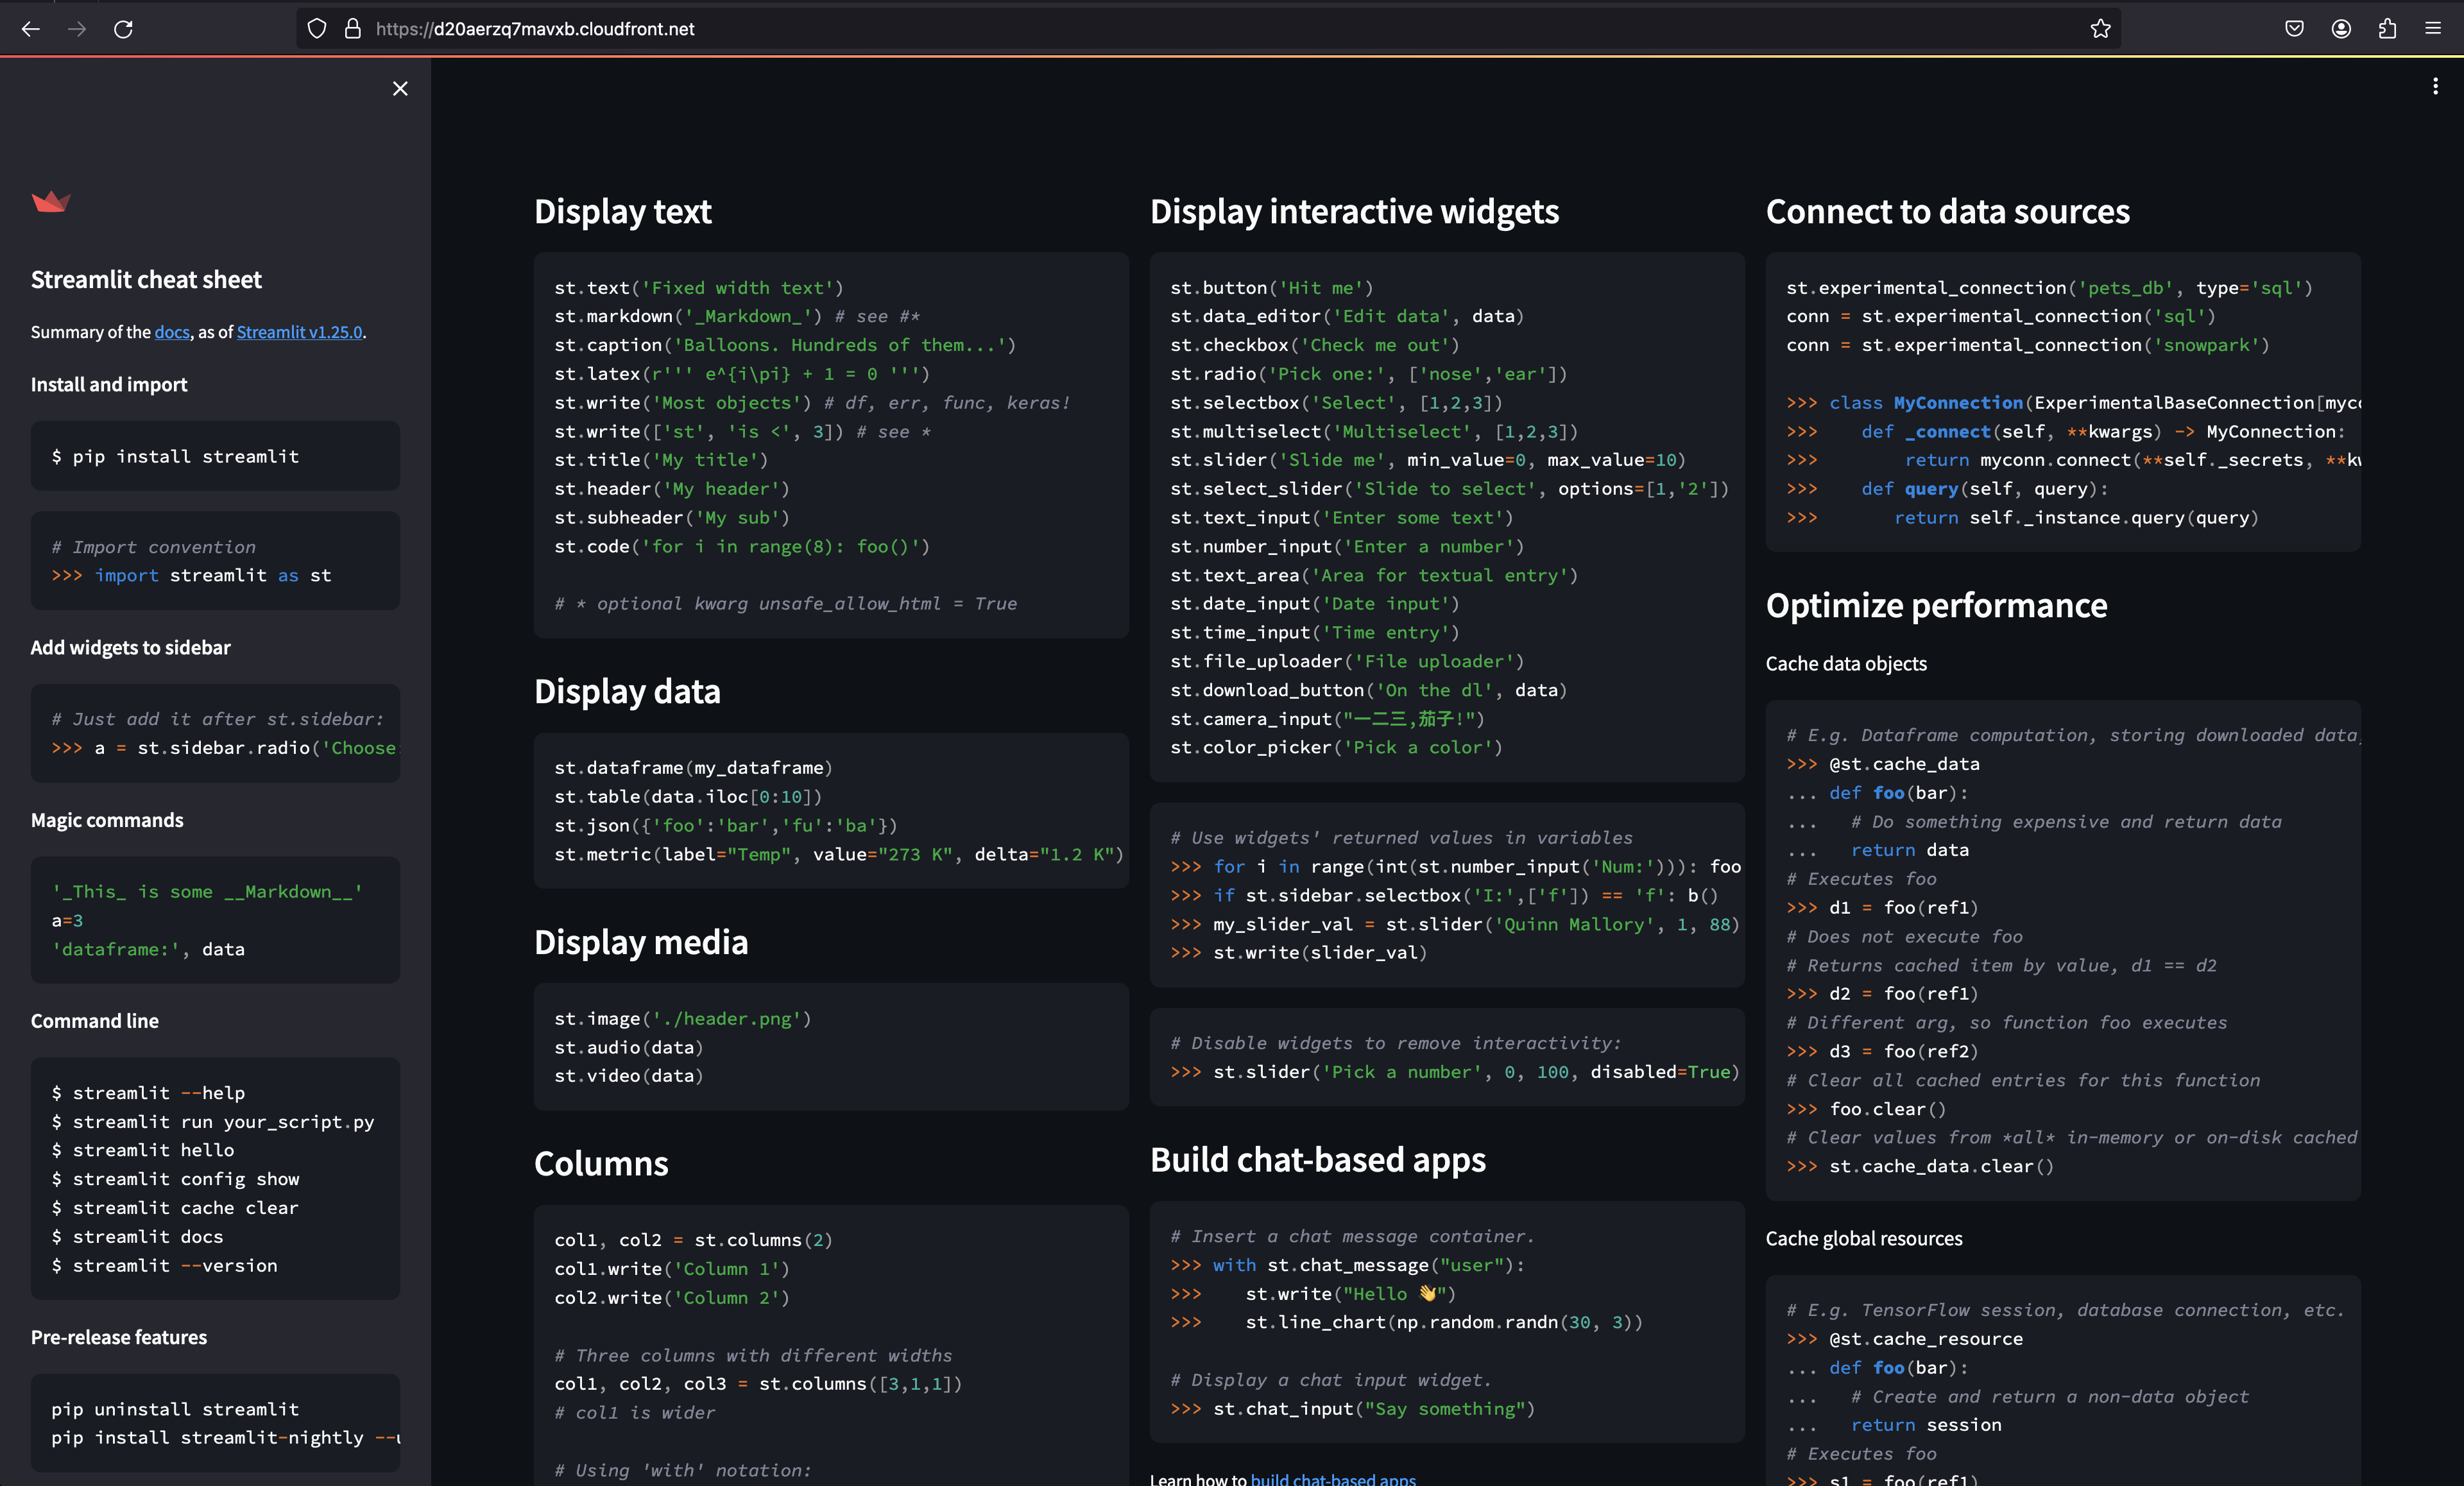 https://d20aerzq7mavxb.cloudfront.net
Streamlit cheat sheet
Summary of the docs, as of Streamlit v1.25.0.
Install and import
$ pip install streamlit
# Import convention
>>> import streamlit as st
Add widgets to sidebar
# Just add it after st.sidebar:
>>> a = st.sidebar.radio('Choose:
Magic commands
'_This_ is some __Markdown__'
a=3
'dataframe:', data
Command line
$ streamlit --help
$ streamlit run your_script.py
$ streamlit hello
$ streamlit config show
$ streamlit cache clear
$ streamlit docs
$ streamlit --version
Pre-release features
pip uninstall streamlit
pip install streamlit-nightly --u
Display text
st.text('Fixed width text')
st.markdown('_Markdown_') # see #*
st.caption('Balloons. Hundreds of them...')
st.latex(r''' e^{i\pi} + 1 = 0 ''')
st.write('Most objects') # df, err, func, keras!
st.write(['st', 'is <', 3]) # see *
st.title('My title')
st.header('My header')
st.subheader('My sub')
st.code('for i in range(8): foo()')
# * optional kwarg unsafe_allow_html = True
Display data
st.dataframe(my_dataframe)
st.table(data.iloc[0:10])
st.json({'foo':'bar','fu':'ba'})
st.metric(label="Temp", value="273 K", delta="1.2 K")
Display media
st.image('./header.png')
st.audio(data)
st.video(data)
Columns
col1, col2 = st.columns(2)
col1.write('Column 1')
col2.write('Column 2')
# Three columns with different widths
col1, col2, col3 = st.columns([3,1,1])
# col1 is wider
# Using 'with' notation:
Display interactive widgets
st.button('Hit me')
st.data_editor('Edit data', data)
st.checkbox('Check me out')
st.radio('Pick one:', ['nose','ear'])
st.selectbox('Select', [1,2,3])
st.multiselect('Multiselect', [1,2,3])
st.slider('Slide me', min_value=0, max_value=10)
st.select_slider('Slide to select', options=[1,'2'])
st.text_input('Enter some text')
st.number_input('Enter a number')
st.text_area('Area for textual entry')
st.date_input('Date input')
st.time_input('Time entry')
st.file_uploader('File uploader')
st.download_button('On the dl', data)
st.camera_input("一二三,茄子!")
st.color_picker('Pick a color')
# Use widgets' returned values in variables
>>> for i in range(int(st.number_input('Num:'))): foo
>>> if st.sidebar.selectbox('I:',['f']) == 'f': b()
>>> my_slider_val = st.slider('Quinn Mallory', 1, 88)
>>> st.write(slider_val)
# Disable widgets to remove interactivity:
>>> st.slider('Pick a number', 0, 100, disabled=True)
Build chat-based apps
# Insert a chat message container.
>>> with st.chat_message("user"):
>>>    st.write("Hello 👋")
>>>    st.line_chart(np.random.randn(30, 3))
# Display a chat input widget.
>>> st.chat_input("Say something")
Learn how to build chat-based apps
Connect to data sources
st.experimental_connection('pets_db', type='sql')
conn = st.experimental_connection('sql')
conn = st.experimental_connection('snowpark')
>>> class MyConnection(ExperimentalBaseConnection[myco
>>>    def _connect(self, **kwargs) -> MyConnection:
>>>        return myconn.connect(**self._secrets, **kw
>>>    def query(self, query):
>>>       return self._instance.query(query)
Optimize performance
Cache data objects
# E.g. Dataframe computation, storing downloaded data,
>>> @st.cache_data
... def foo(bar):
...   # Do something expensive and return data
...   return data
# Executes foo
>>> d1 = foo(ref1)
# Does not execute foo
# Returns cached item by value, d1 == d2
>>> d2 = foo(ref1)
# Different arg, so function foo executes
>>> d3 = foo(ref2)
# Clear all cached entries for this function
>>> foo.clear()
# Clear values from *all* in-memory or on-disk cached
>>> st.cache_data.clear()
Cache global resources
# E.g. TensorFlow session, database connection, etc.
>>> @st.cache_resource
... def foo(bar):
...   # Create and return a non-data object
...   return session
# Executes foo
>>> s1 = foo(ref1)